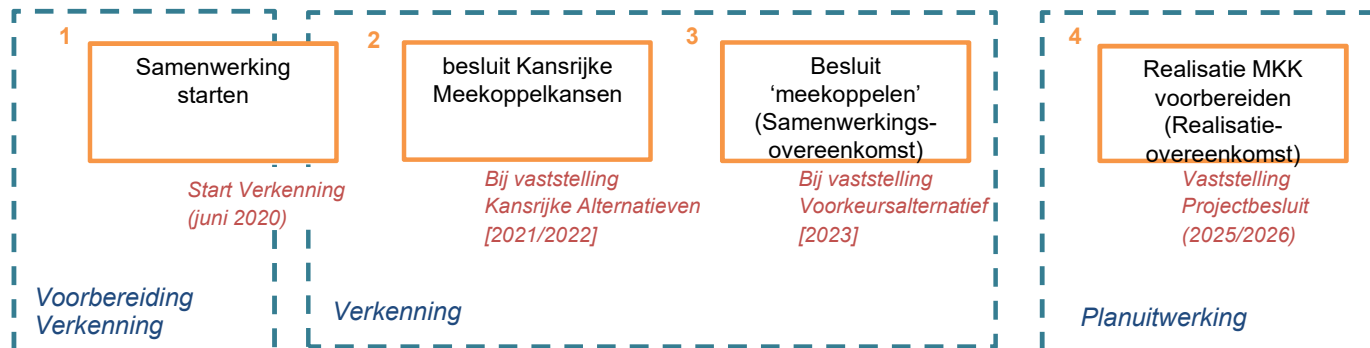 1
Samenwerking
starten
Start Verkenning
(juni 2020)
Voorbereiding
Verkenning
2
besluit Kansrijke
Meekoppelkansen
Bij vaststelling
Kansrijke Alternatieven
[2021/2022]
3
Besluit
‘meekoppelen’
(Samenwerkings-
overeenkomst)
Bij vaststelling
Voorkeursalternatief
[2023]
Verkenning
4
Realisatie MKK
voorbereiden
(Realisatie-
overeenkomst)
Vaststelling
Projectbesluit
(2025/2026)
Planuitwerking